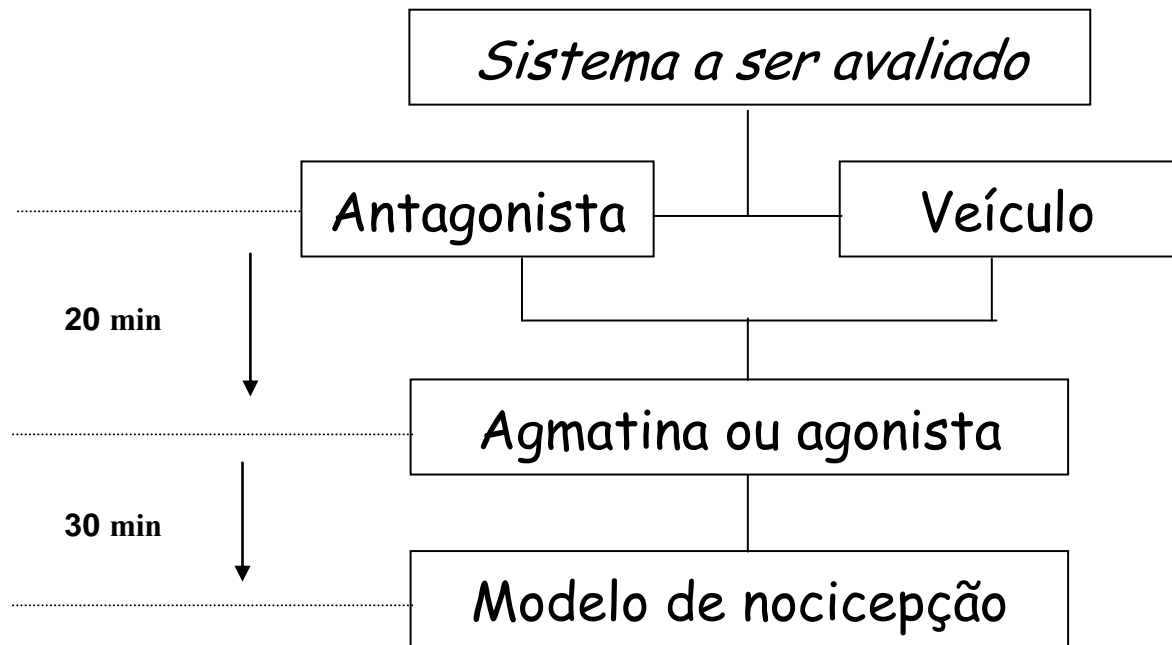 Sistema a ser avaliado
Antagonista
Veículo
20 min
Agmatina ou agonista
30 min
Modelo de nocicepção